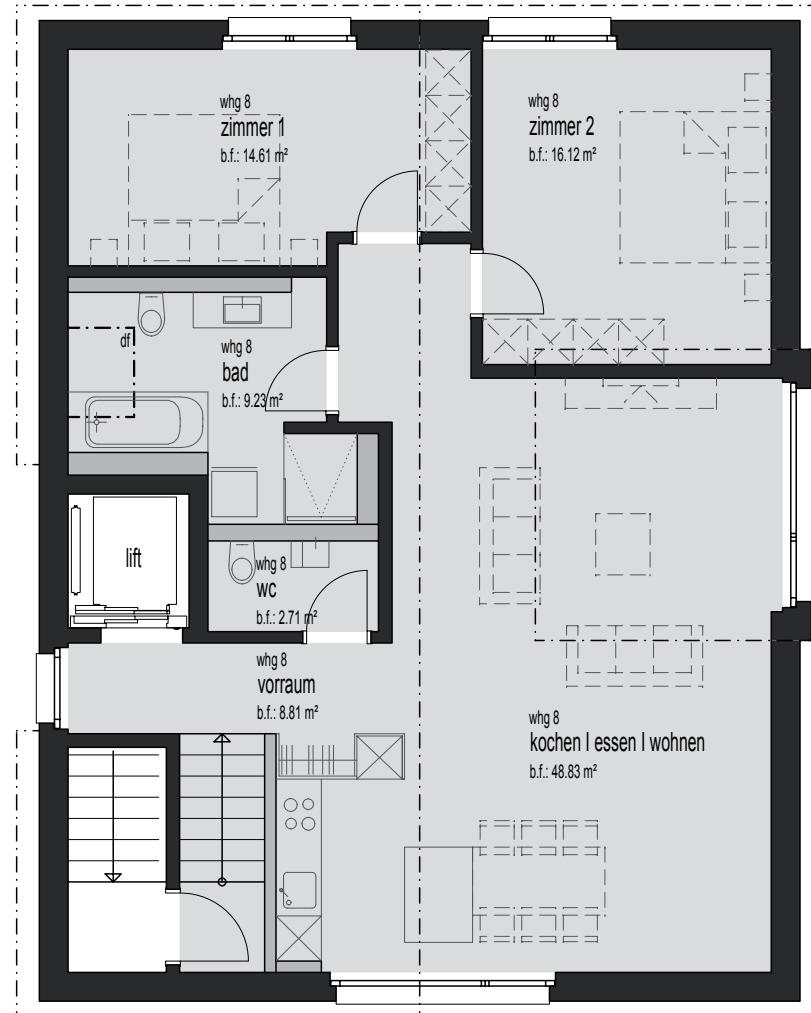 whg 8
zimmer 1
b.f.: 14.61 m²
whg 8
zimmer 2
b.f.: 16.12 m²
df
whg 8
bad
b.f.: 9.23 m²
lift
whg 8
wc
b.f.: 2.71 m²
whg 8
vorraum
b.f.: 8.81 m²
whg 8
kochen I essen I wohnen
b.f.: 48.83 m²